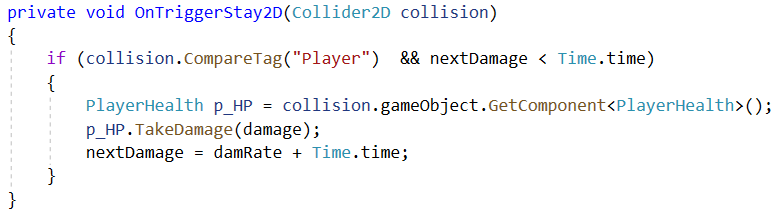 private void OnTriggerStay2D(Collider2D collision)
{
if (collision.CompareTag("Player")  && nextDamage < Time.time)
{
PlayerHealth p_HP = collision.gameObject.GetComponent<PlayerHealth>();
p_HP.TakeDamage(damage);
nextDamage = damRate + Time.time;
}
}